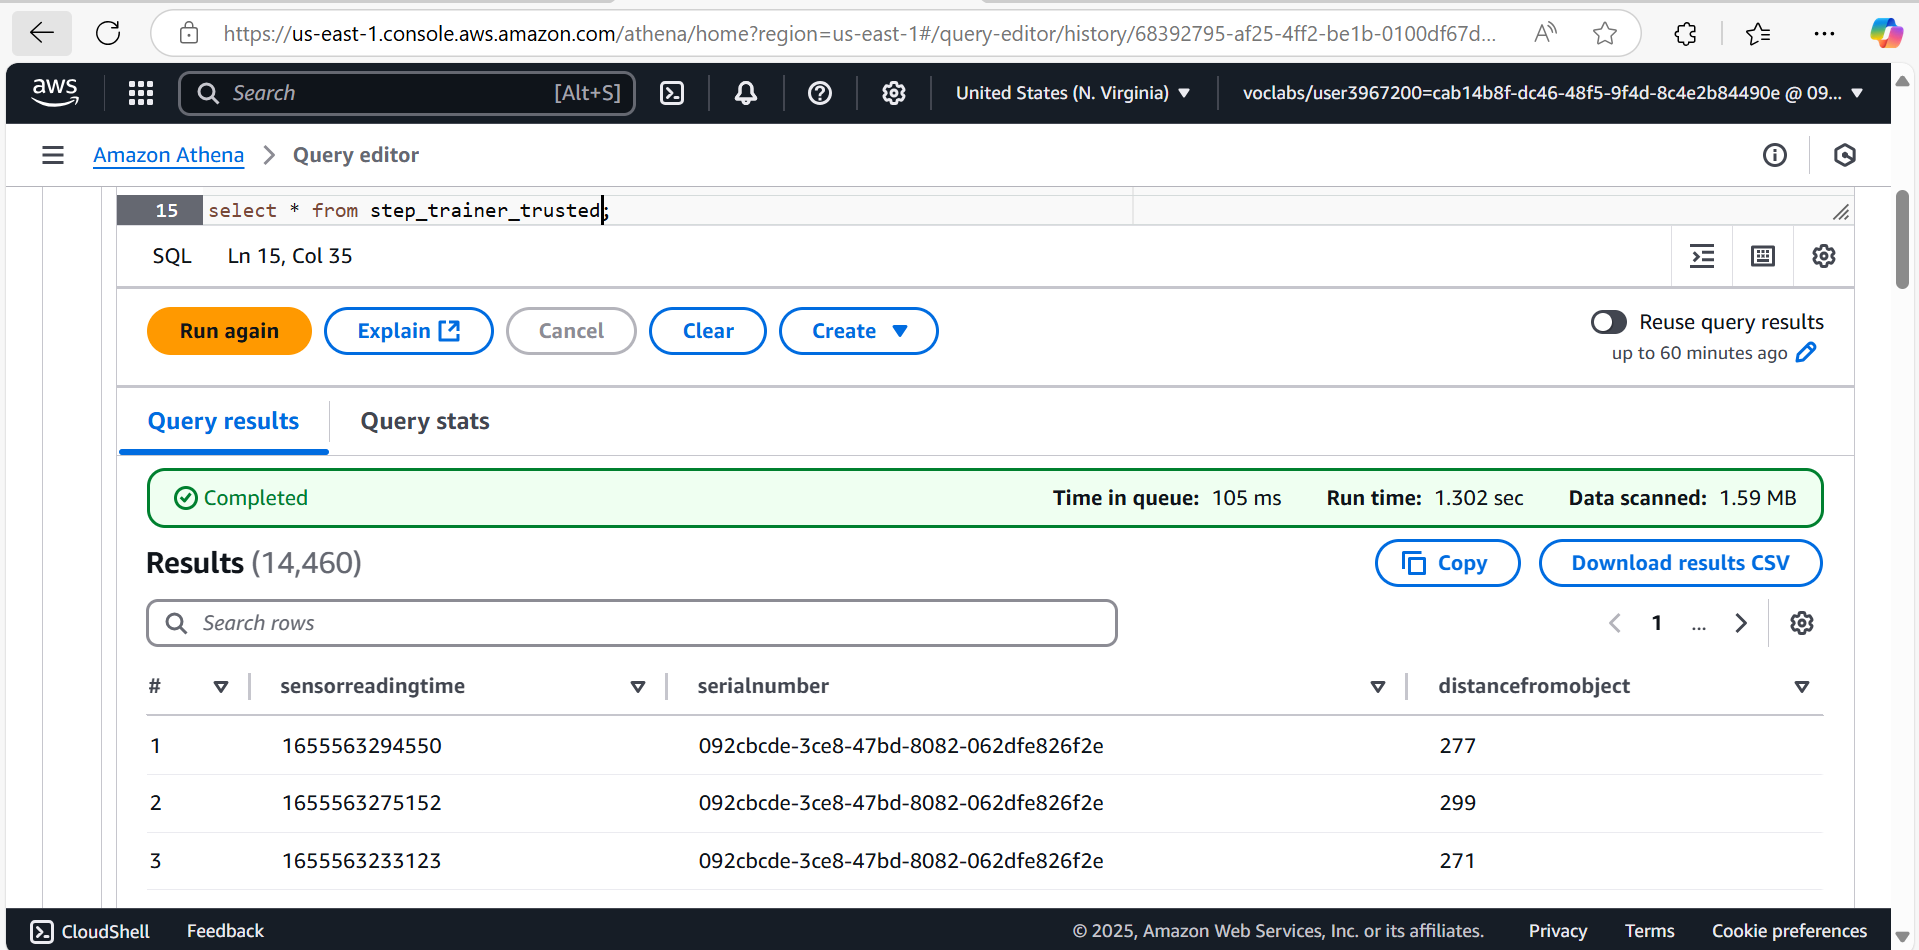 https://us-east-1.console.aws.amazon.com/athena/home?region=us-east-1#/query-editor/history/68392795-af25-4ff2-be1b-0100df67d...
aws
Search [Alt+S] United States (N. Virginia) voclabs/user3967200=cab14b8f-dc46-48f5-9f4d-8c4e2b84490e @ 09...
Amazon Athena Query editor
15 select * from step_trainer_trusted;
SQL Ln 15, Col 35
Run again Explain Cancel Clear Create Reuse query results
up to 60 minutes ago
Query results Query stats
Completed Time in queue: 105 ms Run time: 1.302 sec Data scanned: 1.59 MB
Results (14,460) Copy Download results CSV
Search rows 1 ...
# sensorreadingtime serialnumber distancefromobject
1 1655563294550 092cbcde-3ce8-47bd-8082-062dfe826f2e 277
2 1655563275152 092cbcde-3ce8-47bd-8082-062dfe826f2e 299
3 1655563233123 092cbcde-3ce8-47bd-8082-062dfe826f2e 271
CloudShell Feedback © 2025, Amazon Web Services, Inc. or its affiliates. Privacy Terms Cookie preferences